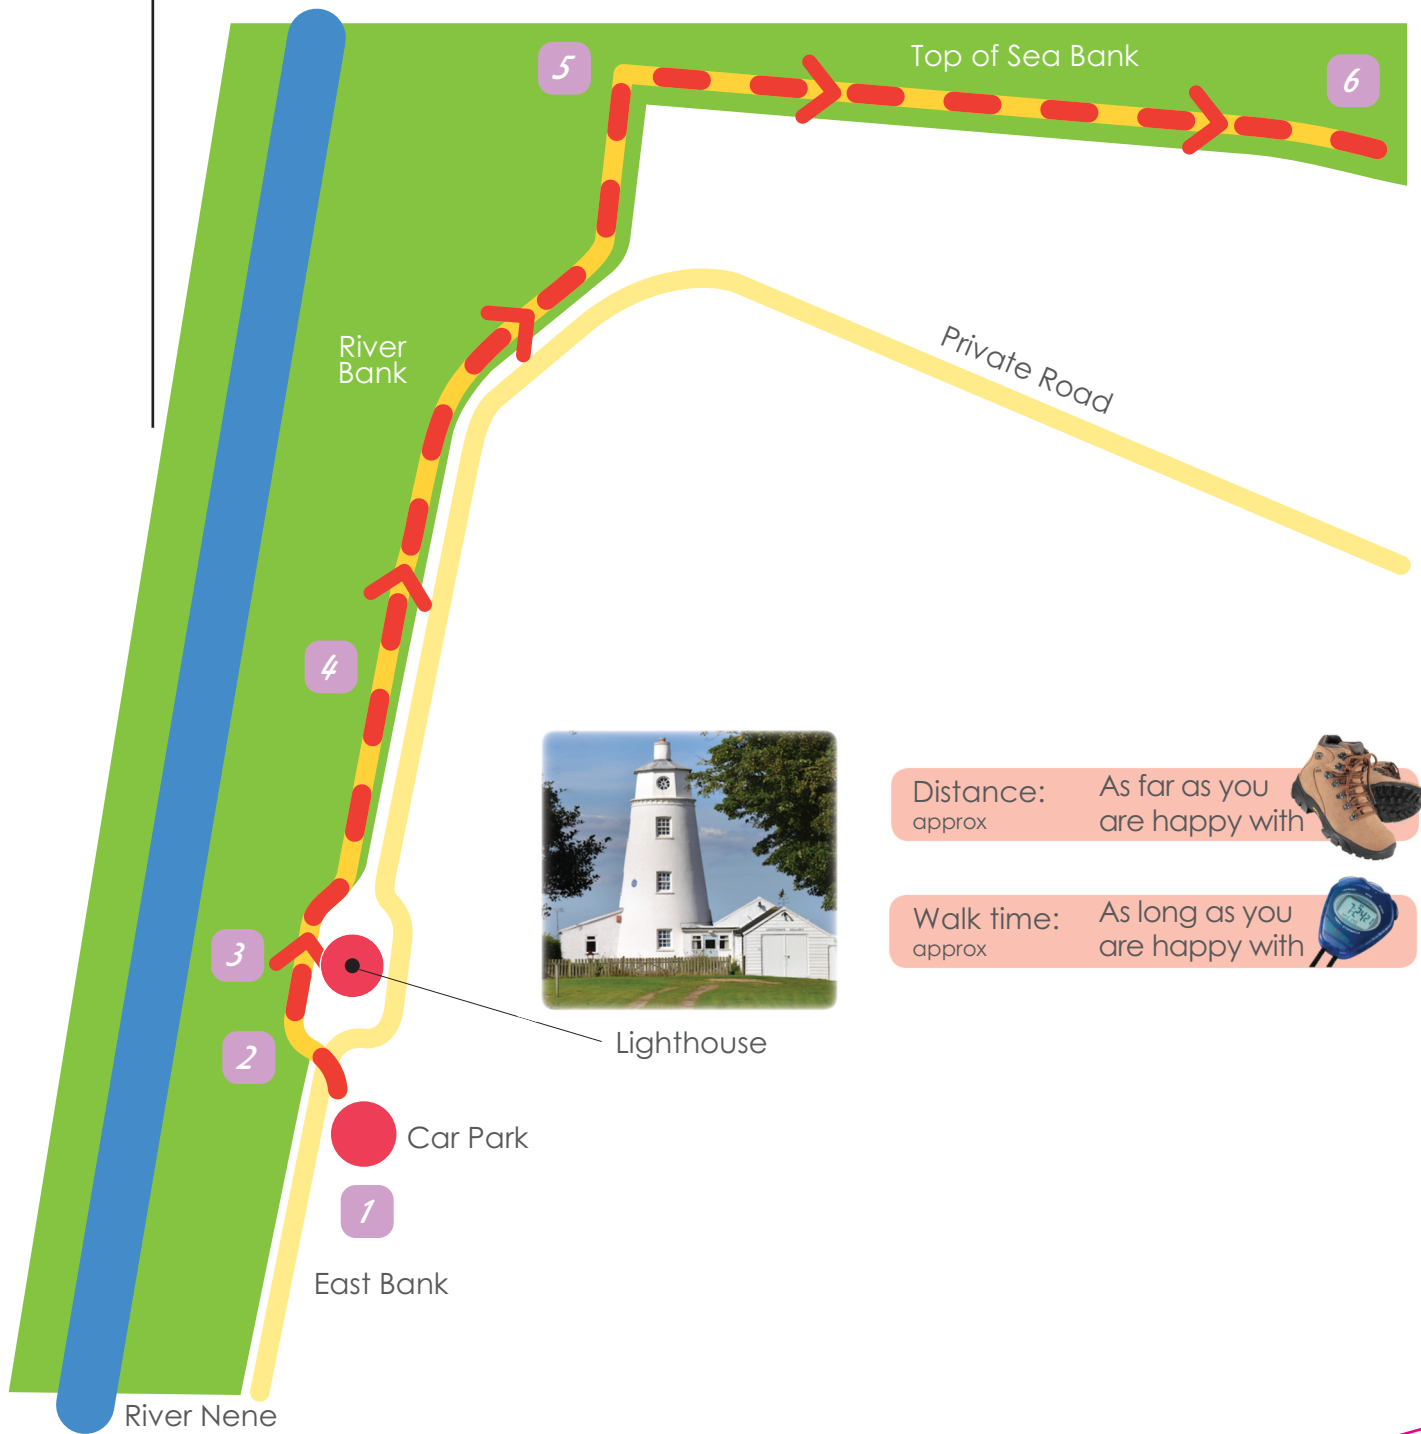 5
Top of Sea Bank
6
River
Bank
Private Road
4
Distance:
approx
As far as you
are happy with
Walk time:
approx
As long as you
are happy with
3
2
Lighthouse
Car Park
1
East Bank
River Nene